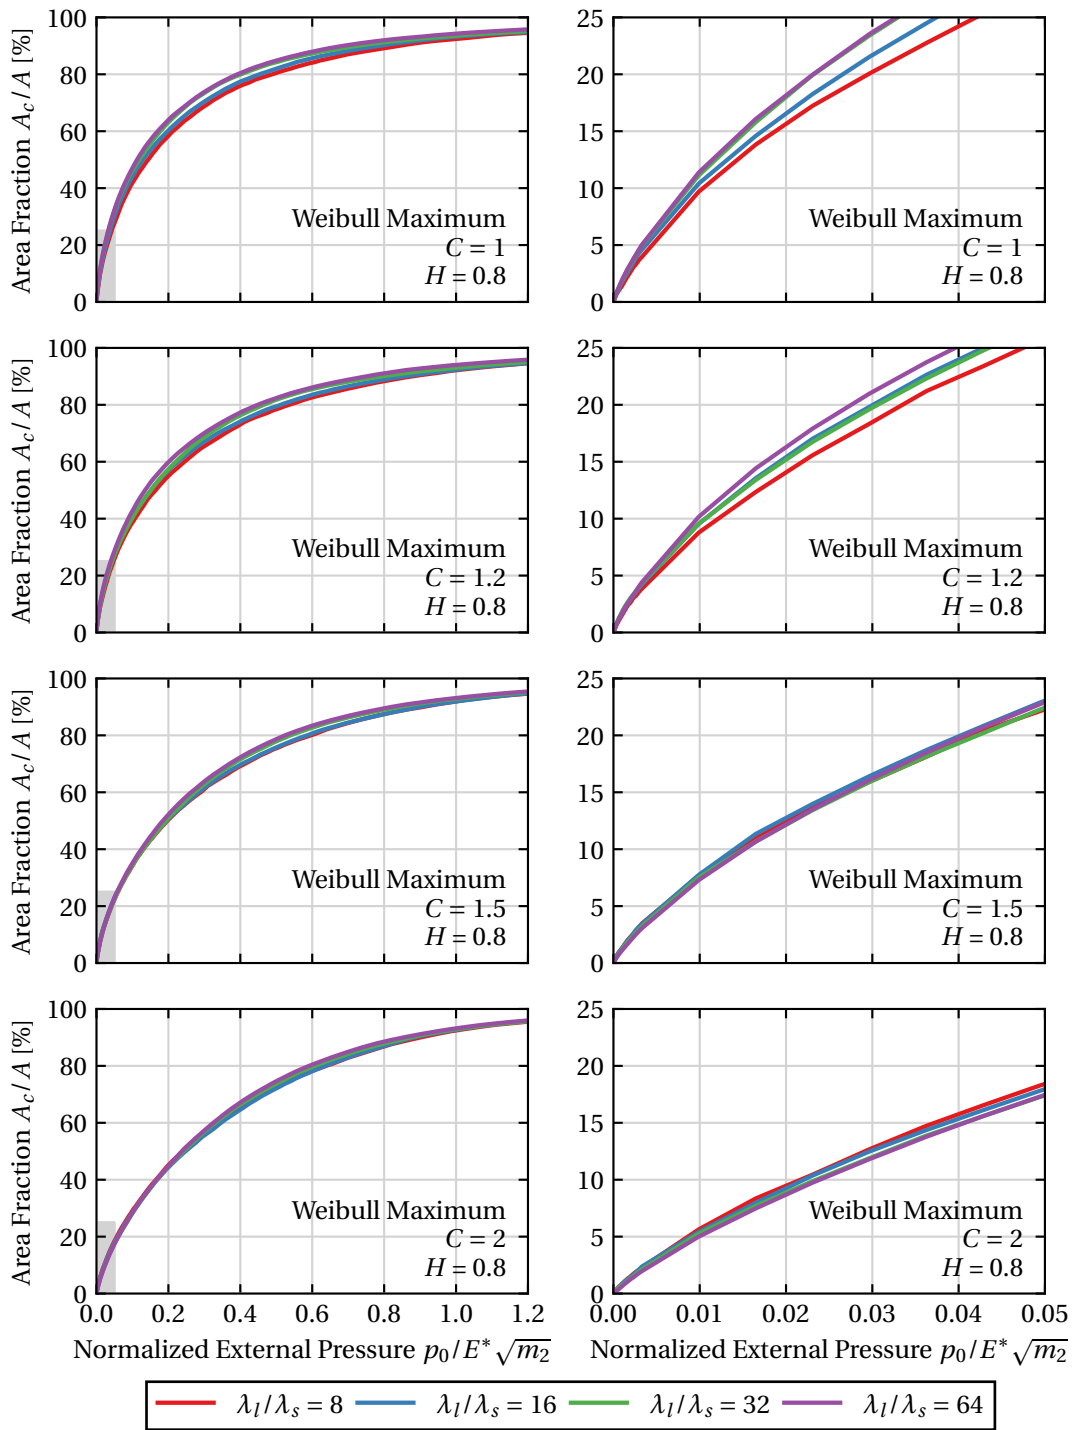 Area Fraction A_c/A [%]
100
80
60
40
20
0
Weibull Maximum
C = 1
H = 0.8
25
20
15
10
5
0
Weibull Maximum
C = 1
H = 0.8
Area Fraction A_c/A [%]
100
80
60
40
20
0
Weibull Maximum
C = 1.2
H = 0.8
25
20
15
10
5
0
Weibull Maximum
C = 1.2
H = 0.8
Area Fraction A_c/A [%]
100
80
60
40
20
0
Weibull Maximum
C = 1.5
H = 0.8
25
20
15
10
5
0
Weibull Maximum
C = 1.5
H = 0.8
Area Fraction A_c/A [%]
100
80
60
40
20
0
Weibull Maximum
C = 2
H = 0.8
0.0 0.2 0.4 0.6 0.8 1.0 1.2
Normalized External Pressure p₀/E*√m₂
25
20
15
10
5
0
Weibull Maximum
C = 2
H = 0.8
0.00 0.01 0.02 0.03 0.04 0.05
Normalized External Pressure p₀/E*√m₂
λ_l/λ_s = 8 λ_l/λ_s = 16 λ_l/λ_s = 32 λ_l/λ_s = 64